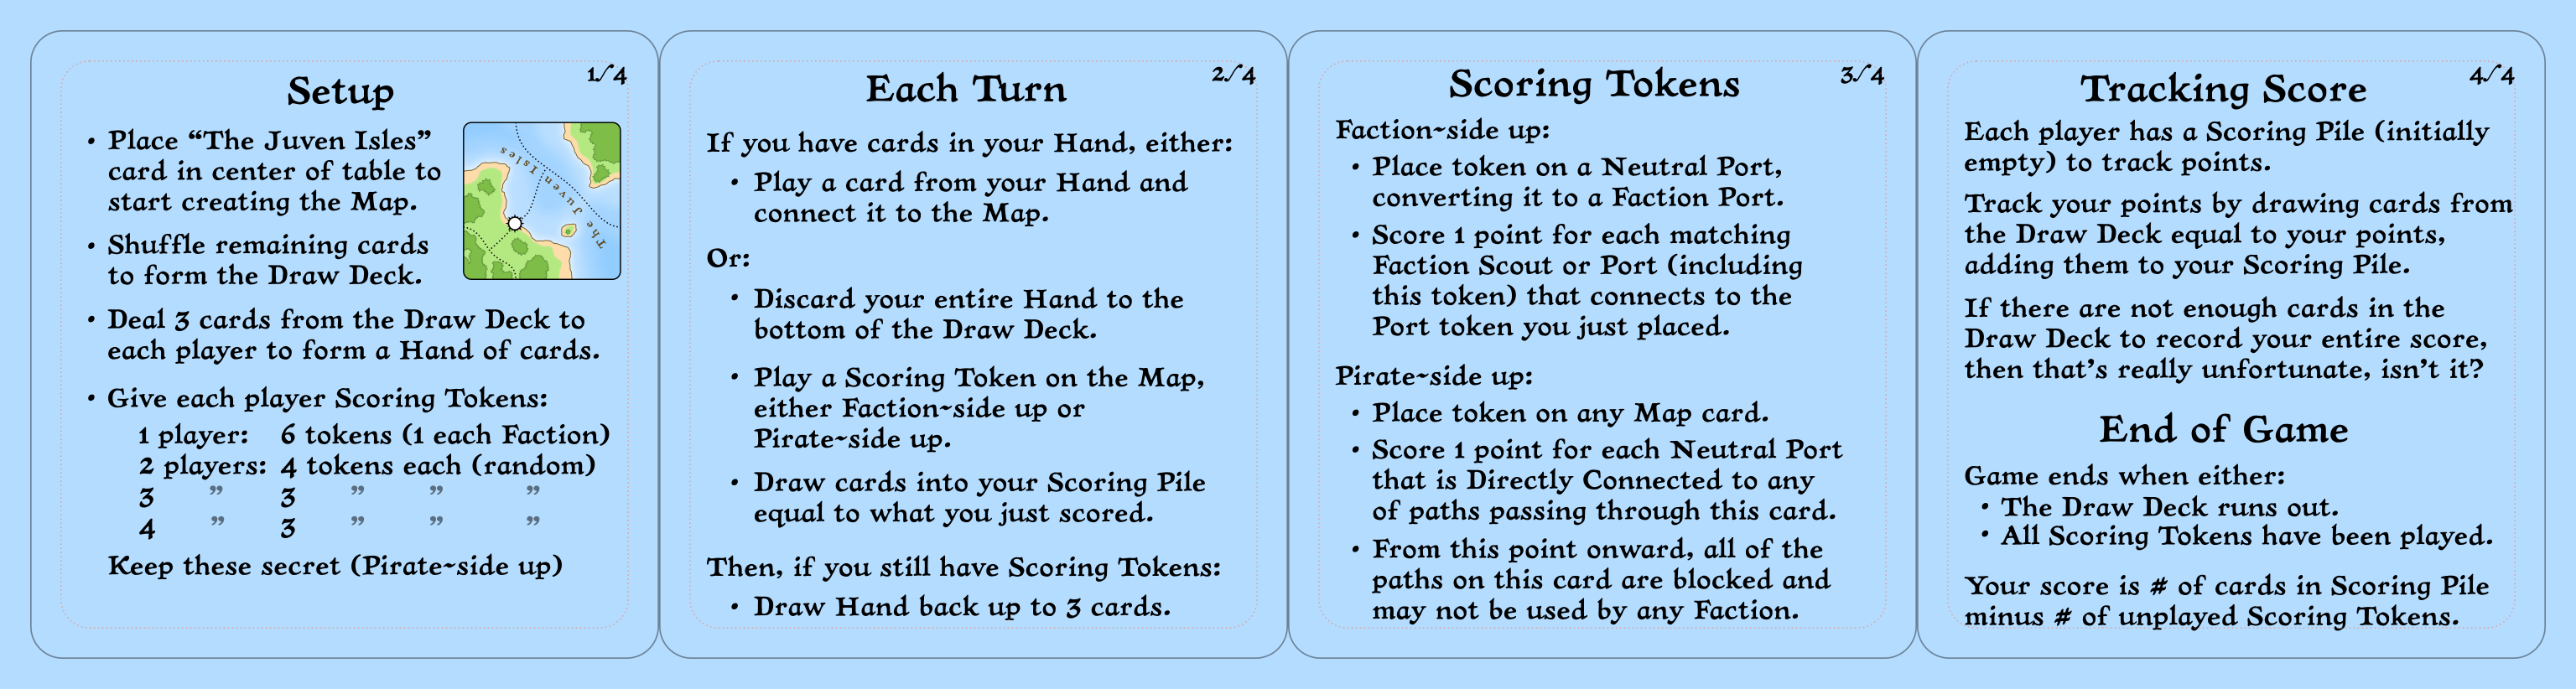 1/4
Setup
• Place “The Juven Isles”
card in center of table to
start creating the Map.
The Juven Isles
• Shuffle remaining cards
to form the Draw Deck.
• Deal 3 cards from the Draw Deck to
each player to form a Hand of cards.
• Give each player Scoring Tokens:
1 player: 6 tokens (1 each Faction)
2 players: 4 tokens each (random)
3 ” 3 ” ” ”
4 ” 3 ” ” ”
Keep these secret (Pirate~side up)
2/4
Each Turn
If you have cards in your Hand, either:
• Play a card from your Hand and
connect it to the Map.
Or:
• Discard your entire Hand to the
bottom of the Draw Deck.
• Play a Scoring Token on the Map,
either Faction~side up or
Pirate~side up.
• Draw cards into your Scoring Pile
equal to what you just scored.
Then, if you still have Scoring Tokens:
• Draw Hand back up to 3 cards.
3/4
Scoring Tokens
Faction~side up:
• Place token on a Neutral Port,
converting it to a Faction Port.
• Score 1 point for each matching
Faction Scout or Port (including
this token) that connects to the
Port token you just placed.
Pirate~side up:
• Place token on any Map card.
• Score 1 point for each Neutral Port
that is Directly Connected to any
of paths passing through this card.
• From this point onward, all of the
paths on this card are blocked and
may not be used by any Faction.
4/4
Tracking Score
Each player has a Scoring Pile (initially
empty) to track points.
Track your points by drawing cards from
the Draw Deck equal to your points,
adding them to your Scoring Pile.
If there are not enough cards in the
Draw Deck to record your entire score,
then that’s really unfortunate, isn’t it?
End of Game
Game ends when either:
• The Draw Deck runs out.
• All Scoring Tokens have been played.
Your score is # of cards in Scoring Pile
minus # of unplayed Scoring Tokens.